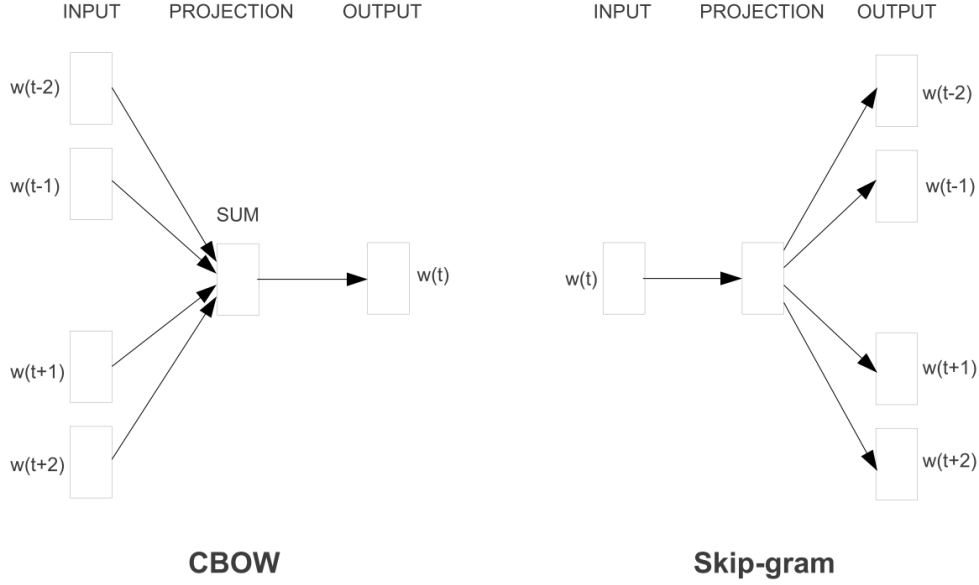 INPUT PROJECTION OUTPUT
w(t-2)
w(t-1)
SUM
w(t)
w(t+1)
w(t+2)
CBOW
INPUT PROJECTION OUTPUT
w(t-2)
w(t-1)
w(t)
w(t+1)
w(t+2)
Skip-gram